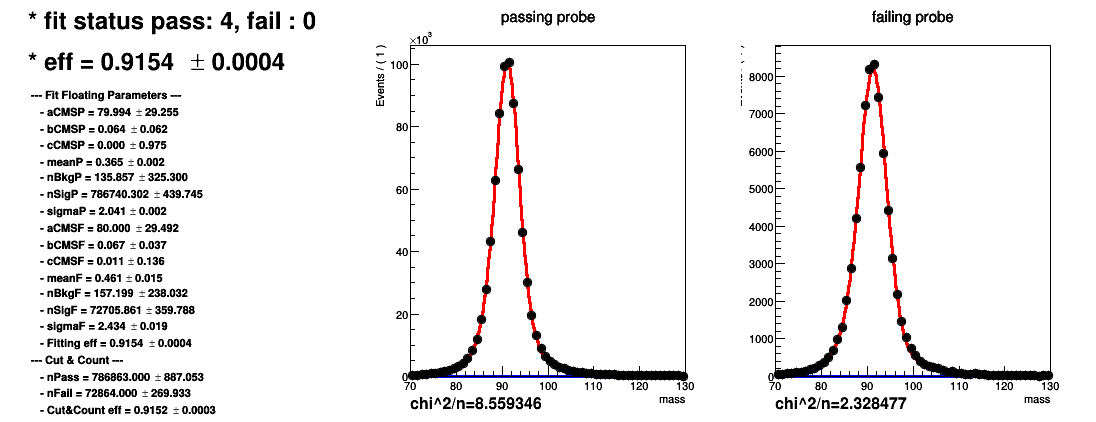 * fit status pass: 4, fail : 0
* eff = 0.9154 ± 0.0004
--- Fit Floating Parameters ---
- aCMSP = 79.994 ± 29.255
- bCMSP = 0.064 ± 0.062
- cCMSP = 0.000 ± 0.975
- meanP = 0.365 ± 0.002
- nBkgP = 135.857 ± 325.300
- nSigP = 786740.302 ± 439.745
- sigmaP = 2.041 ± 0.002
- aCMSF = 80.000 ± 29.492
- bCMSF = 0.067 ± 0.037
- cCMSF = 0.011 ± 0.136
- meanF = 0.461 ± 0.015
- nBkgF = 157.199 ± 238.032
- nSigF = 72705.861 ± 359.788
- sigmaF = 2.434 ± 0.019
- Fitting eff = 0.9154 ± 0.0004
--- Cut & Count ---
- nPass = 786863.000 ± 887.053
- nFail = 72864.000 ± 269.933
- Cut&Count eff = 0.9152 ± 0.0003
passing probe
×10³
Events / ( 1 )
100
80
60
40
20
0
70 80 90 100 110 120 130
mass
chi^2/n=8.559346
failing probe
8000
7000
6000
5000
4000
3000
2000
1000
0
70 80 90 100 110 120 130
mass
chi^2/n=2.328477